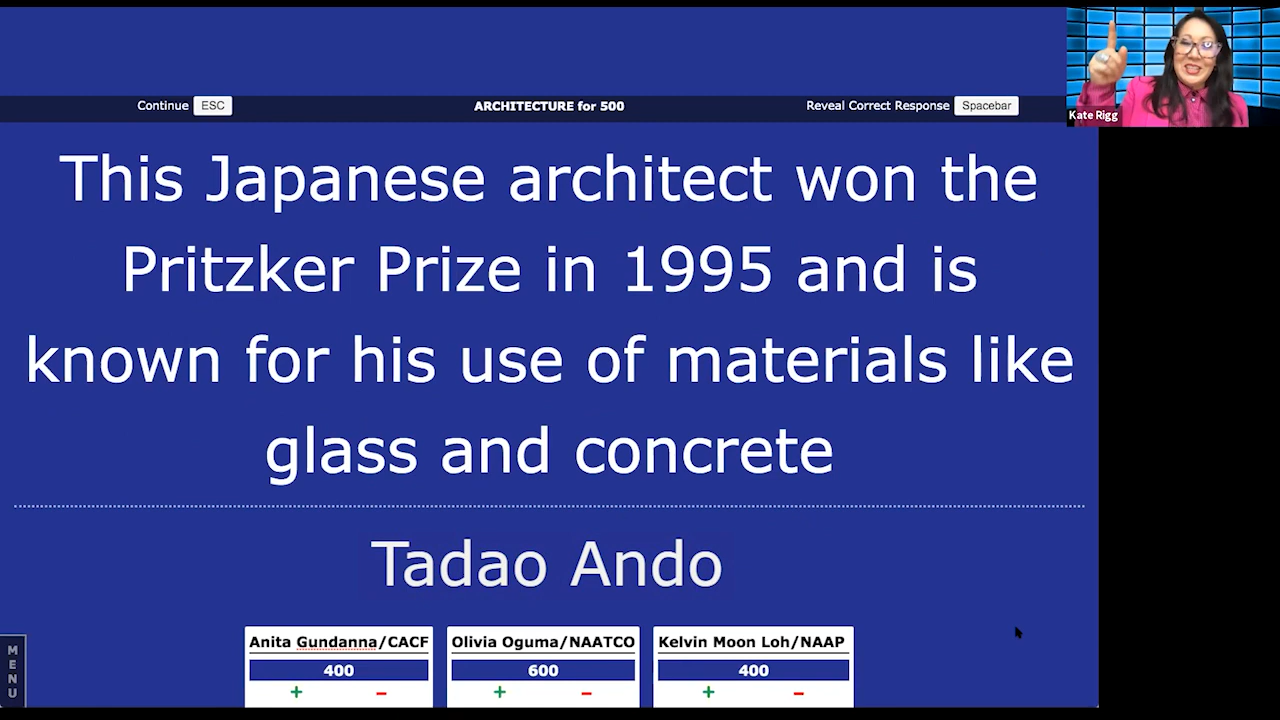 Continue ESC ARCHITECTURE for 500 Reveal Correct Response Spacebar
Kate Rigg
This Japanese architect won the
Pritzker Prize in 1995 and is
known for his use of materials like
glass and concrete
Tadao Ando
Anita Gundanna/CACF Olivia Oguma/NAATCO Kelvin Moon Loh/NAAP
400 600 400
+ - + - + -
MENU